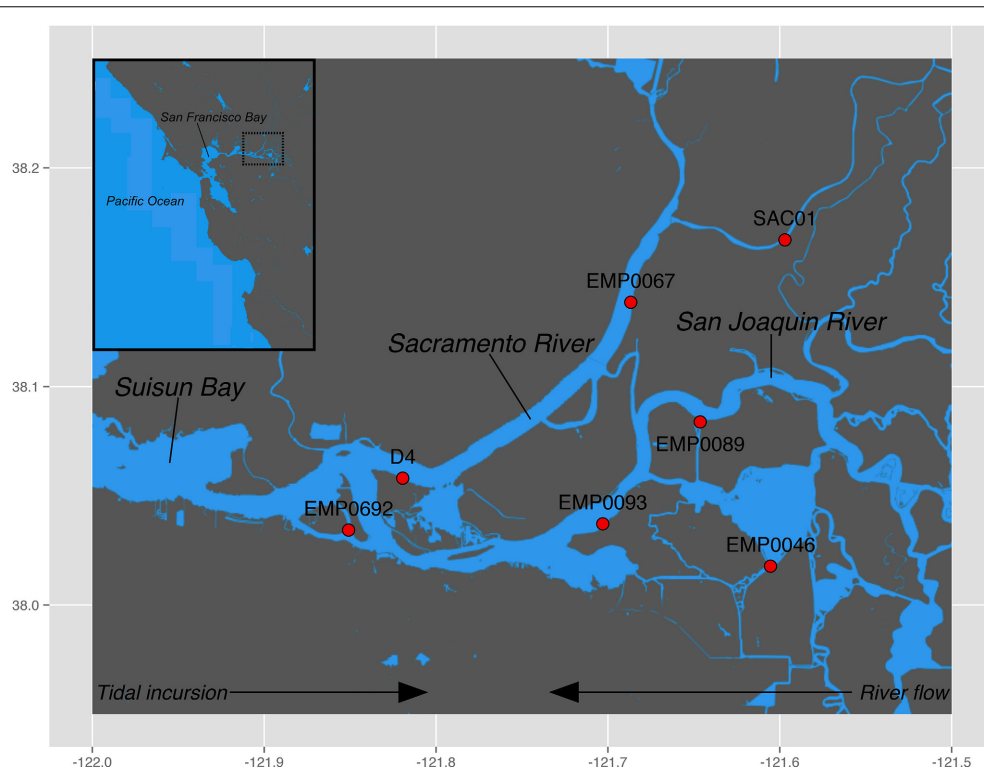 San Francisco Bay
Pacific Ocean
38.2
SAC01
EMP0067
San Joaquin River
Sacramento River
38.1
Suisun Bay
EMP0089
D4
EMP0692
EMP0093
EMP0046
38.0
Tidal incursion
River flow
-122.0
-121.9
-121.8
-121.7
-121.6
-121.5